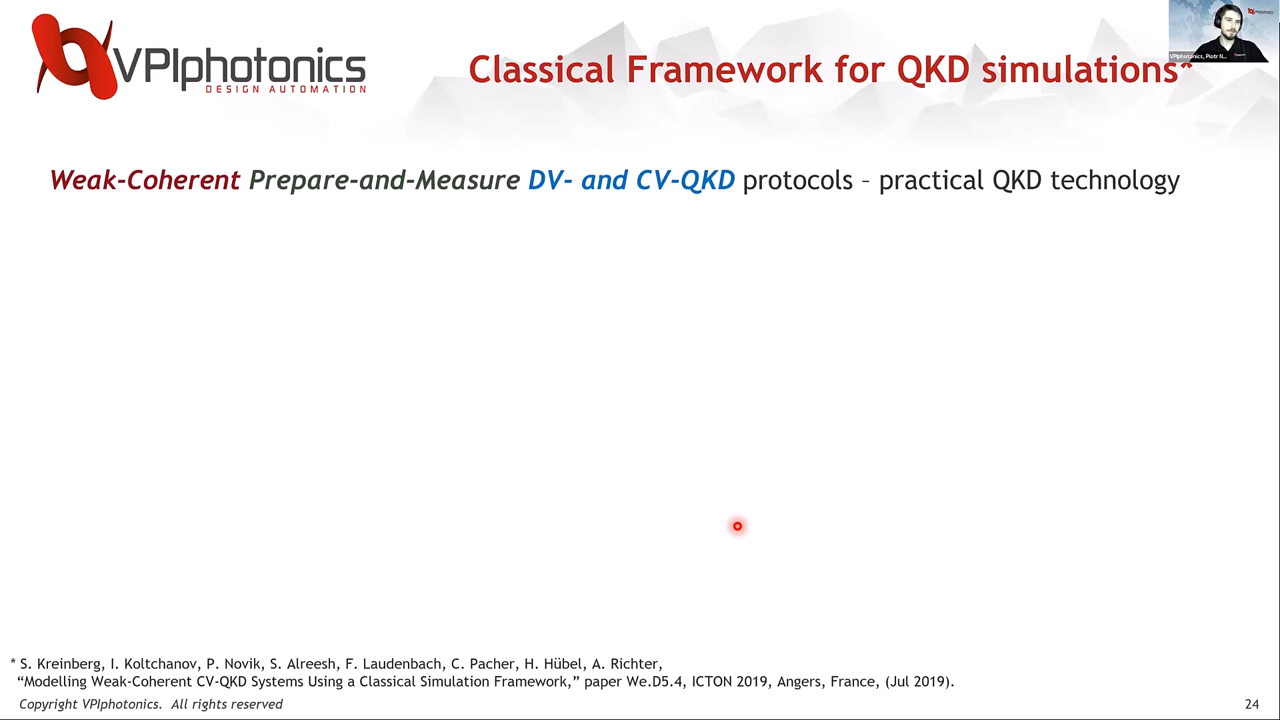 VPIphotonics
DESIGN AUTOMATION
Classical Framework for QKD simulations*
VPIphotonics, Piotr N...
Weak-Coherent Prepare-and-Measure DV- and CV-QKD protocols – practical QKD technology
* S. Kreinberg, I. Koltchanov, P. Novik, S. Alreesh, F. Laudenbach, C. Pacher, H. Hübel, A. Richter,
“Modelling Weak-Coherent CV-QKD Systems Using a Classical Simulation Framework,” paper We.D5.4, ICTON 2019, Angers, France, (Jul 2019).
Copyright VPIphotonics. All rights reserved
24